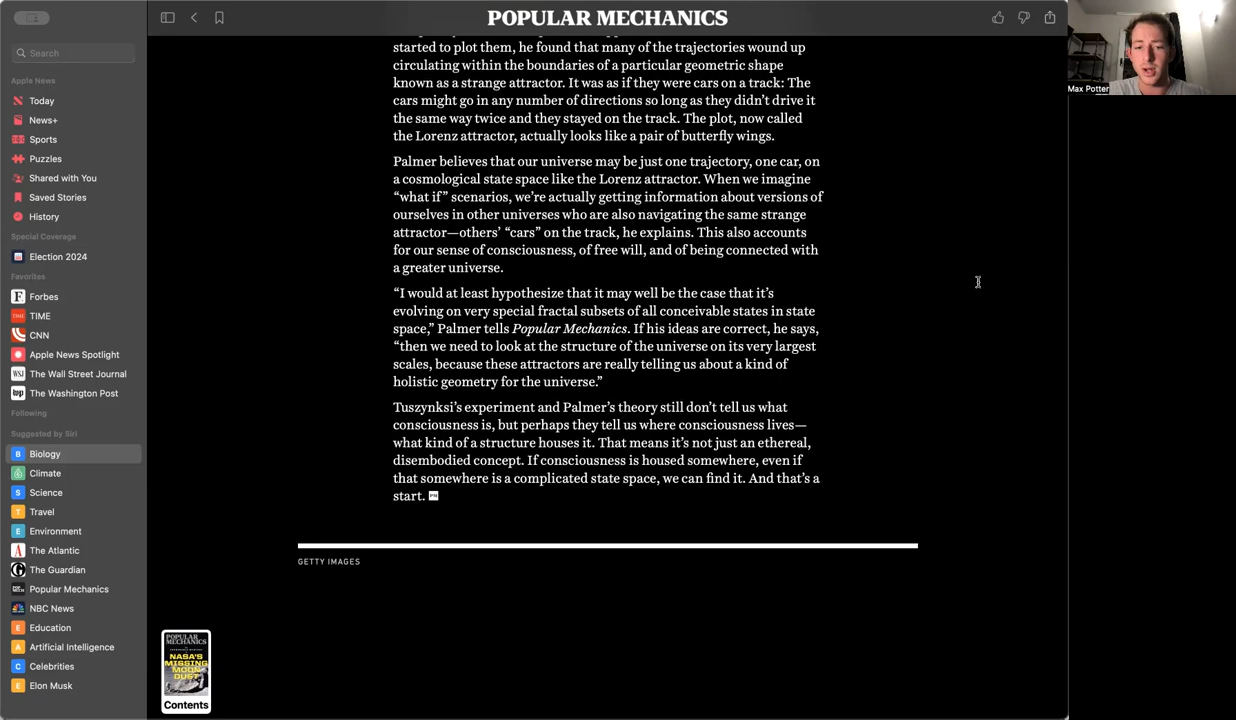 POPULAR MECHANICS
Max Potter
Search
Apple News
Today
News+
Sports
Puzzles
Shared with You
Saved Stories
History
Special Coverage
Election 2024
Favorites
F
Forbes
TIME
TIME
CNN
Apple News Spotlight
WSJ
The Wall Street Journal
wp
The Washington Post
Following
Suggested by Siri
B
Biology
Climate
S
Science
T
Travel
E
Environment
A
The Atlantic
G
The Guardian
Popular Mechanics
NBC News
E
Education
A
Artificial Intelligence
C
Celebrities
E
Elon Musk
started to plot them, he found that many of the trajectories wound up
circulating within the boundaries of a particular geometric shape
known as a strange attractor. It was as if they were cars on a track: The
cars might go in any number of directions so long as they didn’t drive it
the same way twice and they stayed on the track. The plot, now called
the Lorenz attractor, actually looks like a pair of butterfly wings.
Palmer believes that our universe may be just one trajectory, one car, on
a cosmological state space like the Lorenz attractor. When we imagine
“what if” scenarios, we’re actually getting information about versions of
ourselves in other universes who are also navigating the same strange
attractor—others’ “cars” on the track, he explains. This also accounts
for our sense of consciousness, of free will, and of being connected with
a greater universe.
“I would at least hypothesize that it may well be the case that it’s
evolving on very special fractal subsets of all conceivable states in state
space,” Palmer tells Popular Mechanics. If his ideas are correct, he says,
“then we need to look at the structure of the universe on its very largest
scales, because these attractors are really telling us about a kind of
holistic geometry for the universe.”
Tuszynksi’s experiment and Palmer’s theory still don’t tell us what
consciousness is, but perhaps they tell us where consciousness lives—
what kind of a structure houses it. That means it’s not just an ethereal,
disembodied concept. If consciousness is housed somewhere, even if
that somewhere is a complicated state space, we can find it. And that’s a
start. PM
GETTY IMAGES
POPULAR
MECHANICS
NASA’S
MISSING
MOON
DUST
Contents